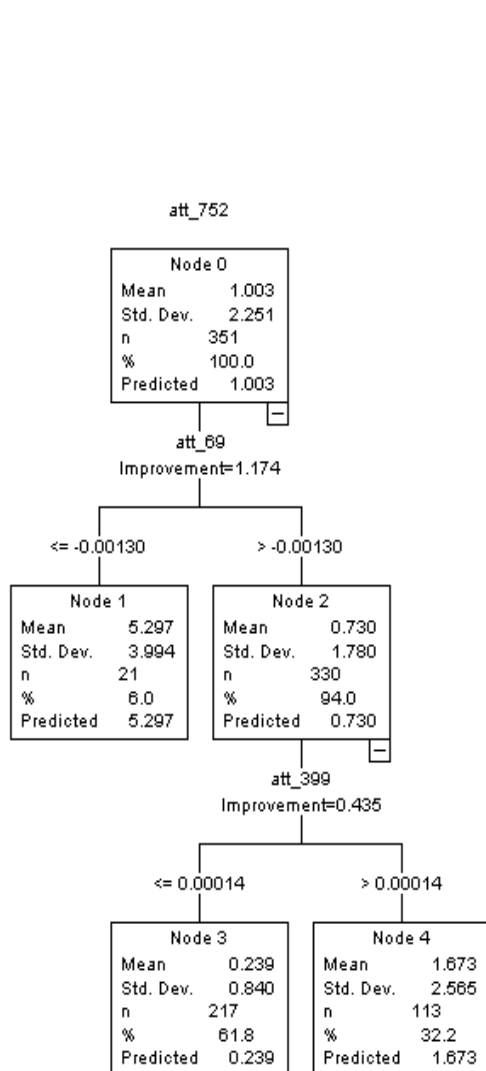 att_752
Node 0
Mean 1.003
Std. Dev. 2.251
n 351
% 100.0
Predicted 1.003
att_69
Improvement=1.174
<= -0.00130 > -0.00130
Node 1
Mean 5.297
Std. Dev. 3.994
n 21
% 6.0
Predicted 5.297
Node 2
Mean 0.730
Std. Dev. 1.780
n 330
% 94.0
Predicted 0.730
att_399
Improvement=0.435
<= 0.00014 > 0.00014
Node 3
Mean 0.239
Std. Dev. 0.840
n 217
% 61.8
Predicted 0.239
Node 4
Mean 1.673
Std. Dev. 2.565
n 113
% 32.2
Predicted 1.673